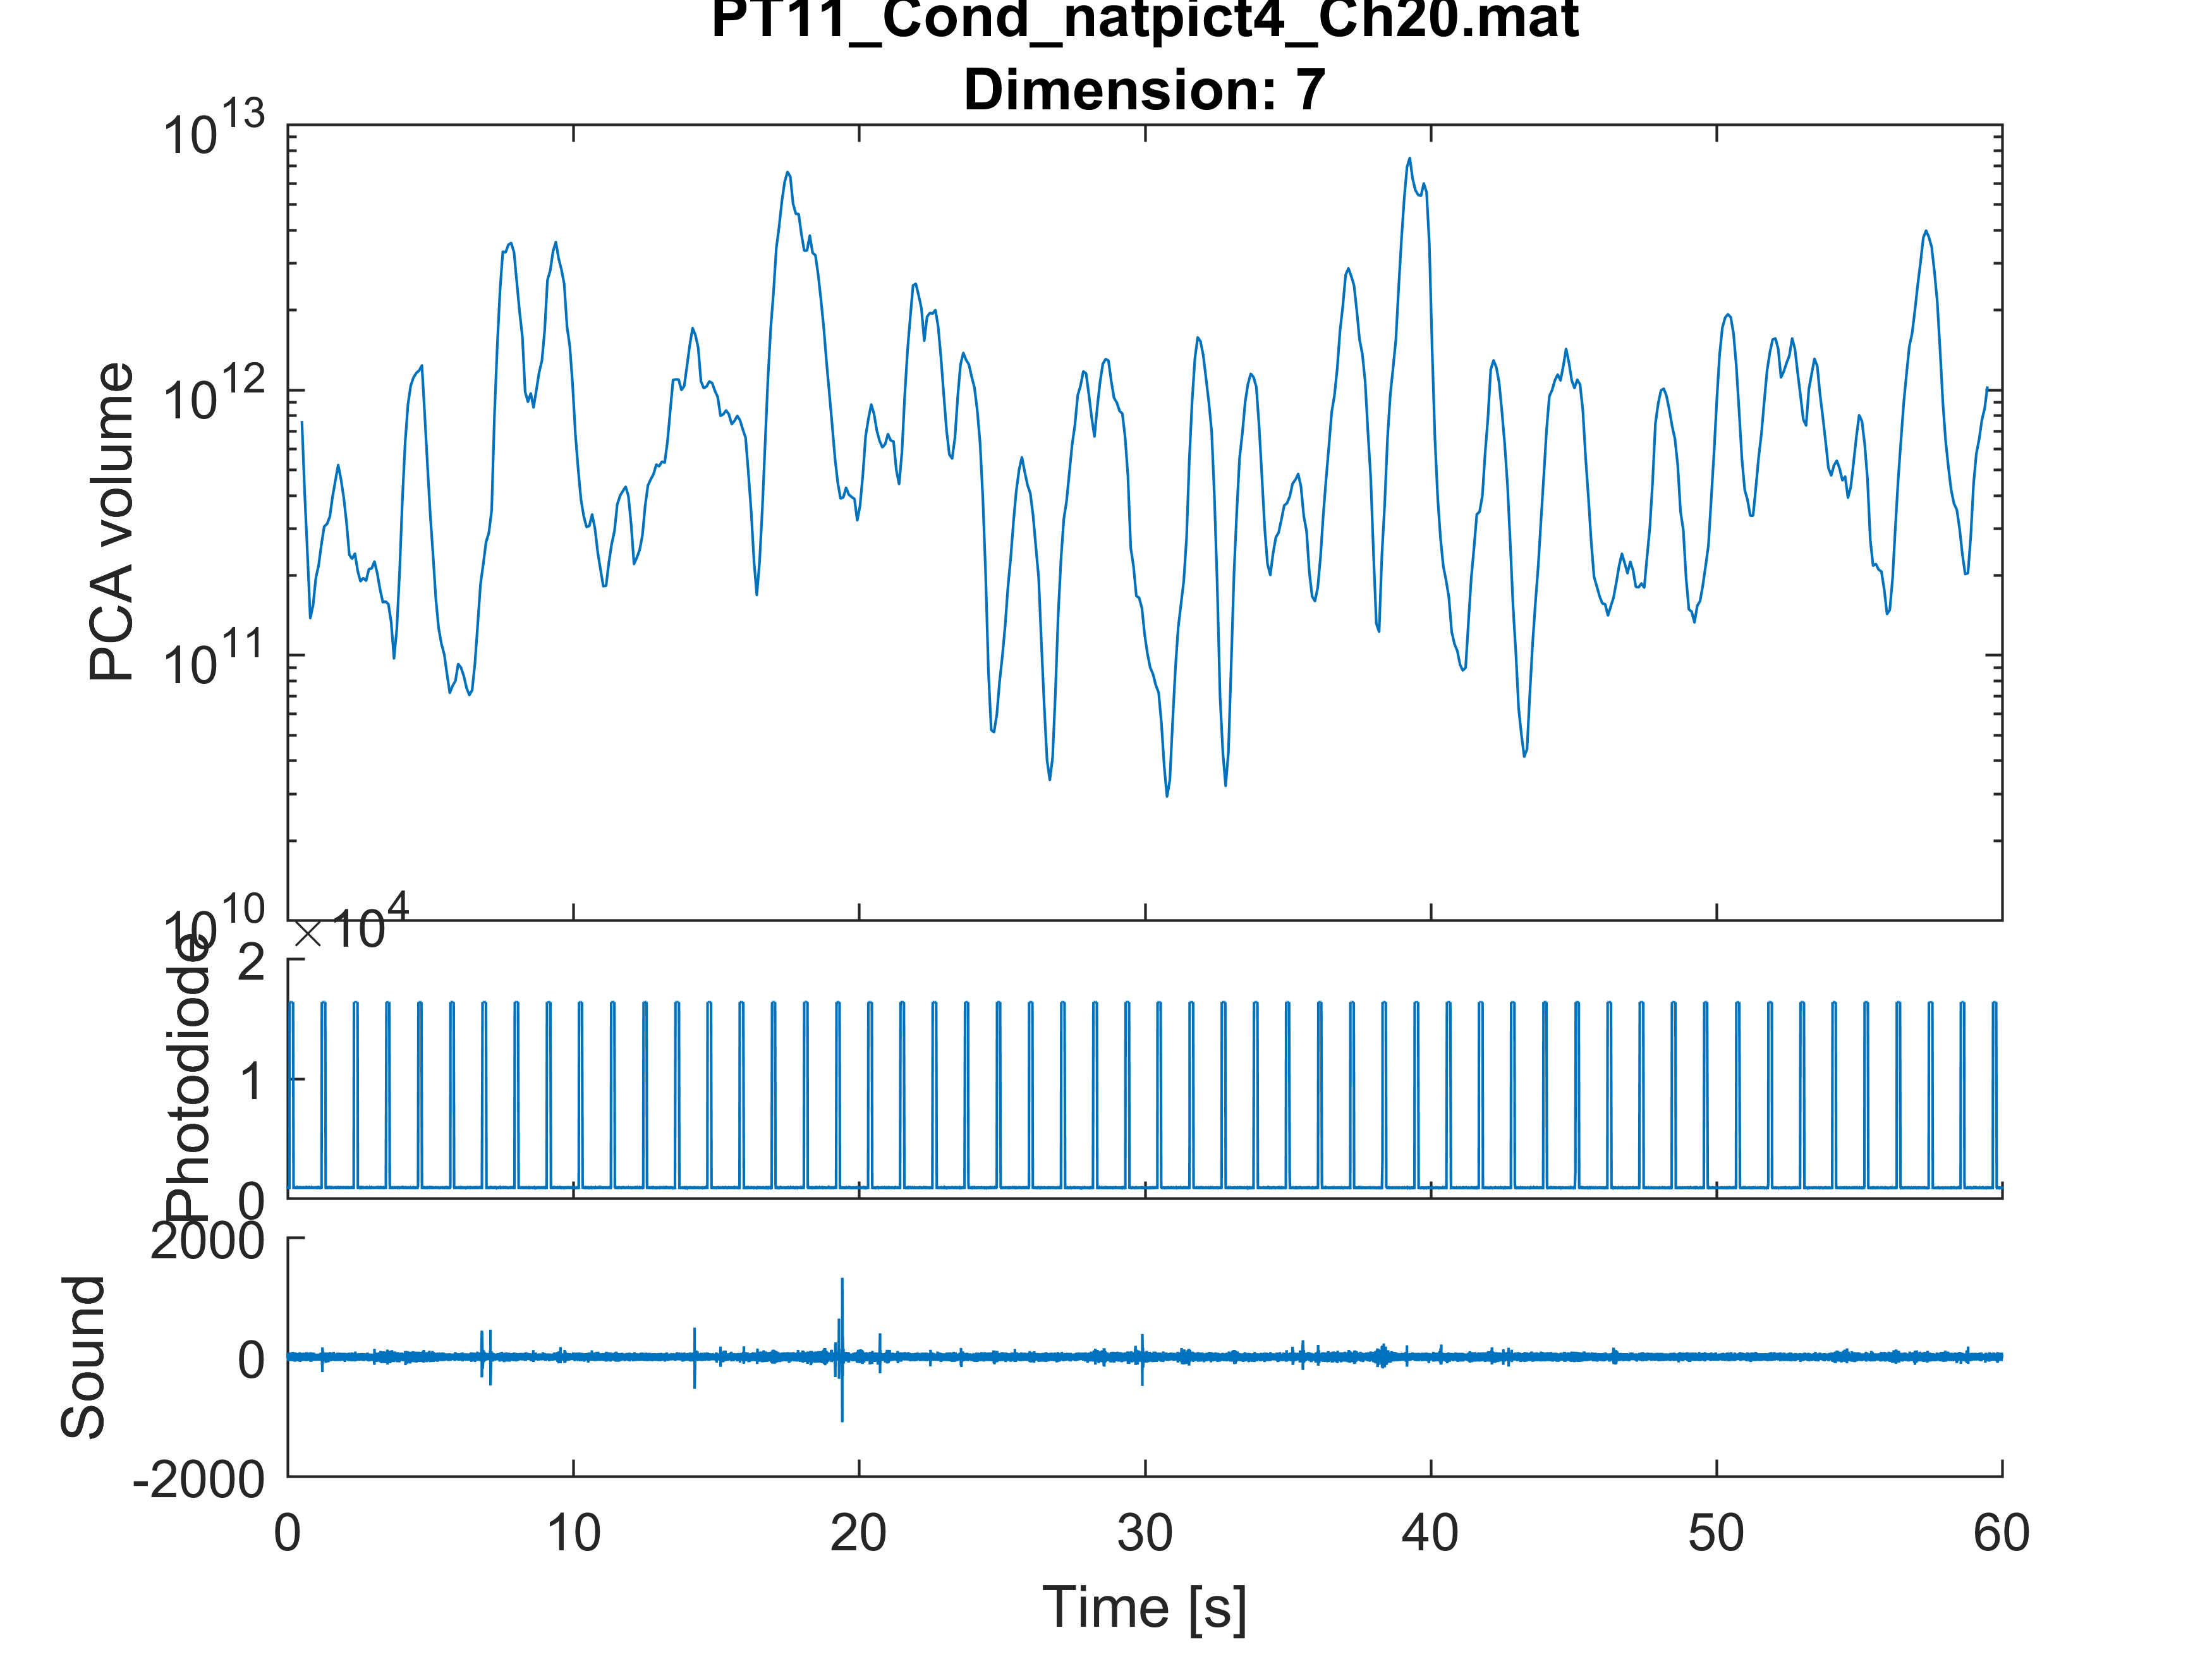 PT11_Cond_natpict4_Ch20.mat
Dimension: 7
10^13
10^12
10^11
10^10
PCA volume
× 10^4
2
1
0
Photodiode
2000
0
-2000
Sound
0 10 20 30 40 50 60
Time [s]